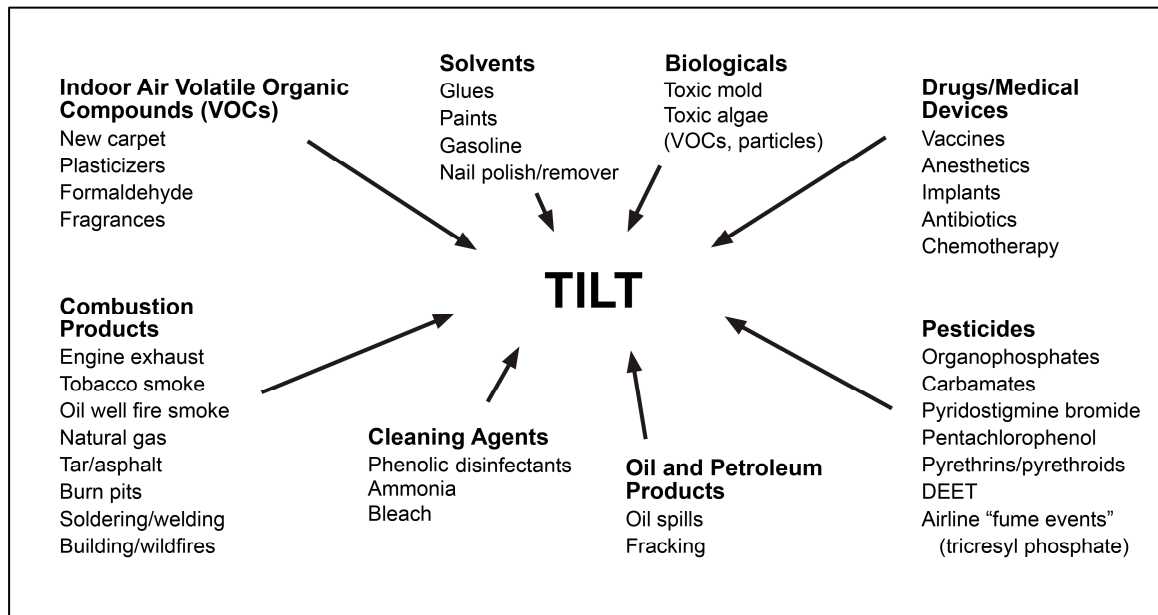 Indoor Air Volatile Organic
Compounds (VOCs)
New carpet
Plasticizers
Formaldehyde
Fragrances
Solvents
Glues
Paints
Gasoline
Nail polish/remover
Biologicals
Toxic mold
Toxic algae
(VOCs, particles)
Drugs/Medical
Devices
Vaccines
Anesthetics
Implants
Antibiotics
Chemotherapy
TILT
Combustion
Products
Engine exhaust
Tobacco smoke
Oil well fire smoke
Natural gas
Tar/asphalt
Burn pits
Soldering/welding
Building/wildfires
Cleaning Agents
Phenolic disinfectants
Ammonia
Bleach
Oil and Petroleum
Products
Oil spills
Fracking
Pesticides
Organophosphates
Carbamates
Pyridostigmine bromide
Pentachlorophenol
Pyrethrins/pyrethroids
DEET
Airline “fume events”
(tricresyl phosphate)